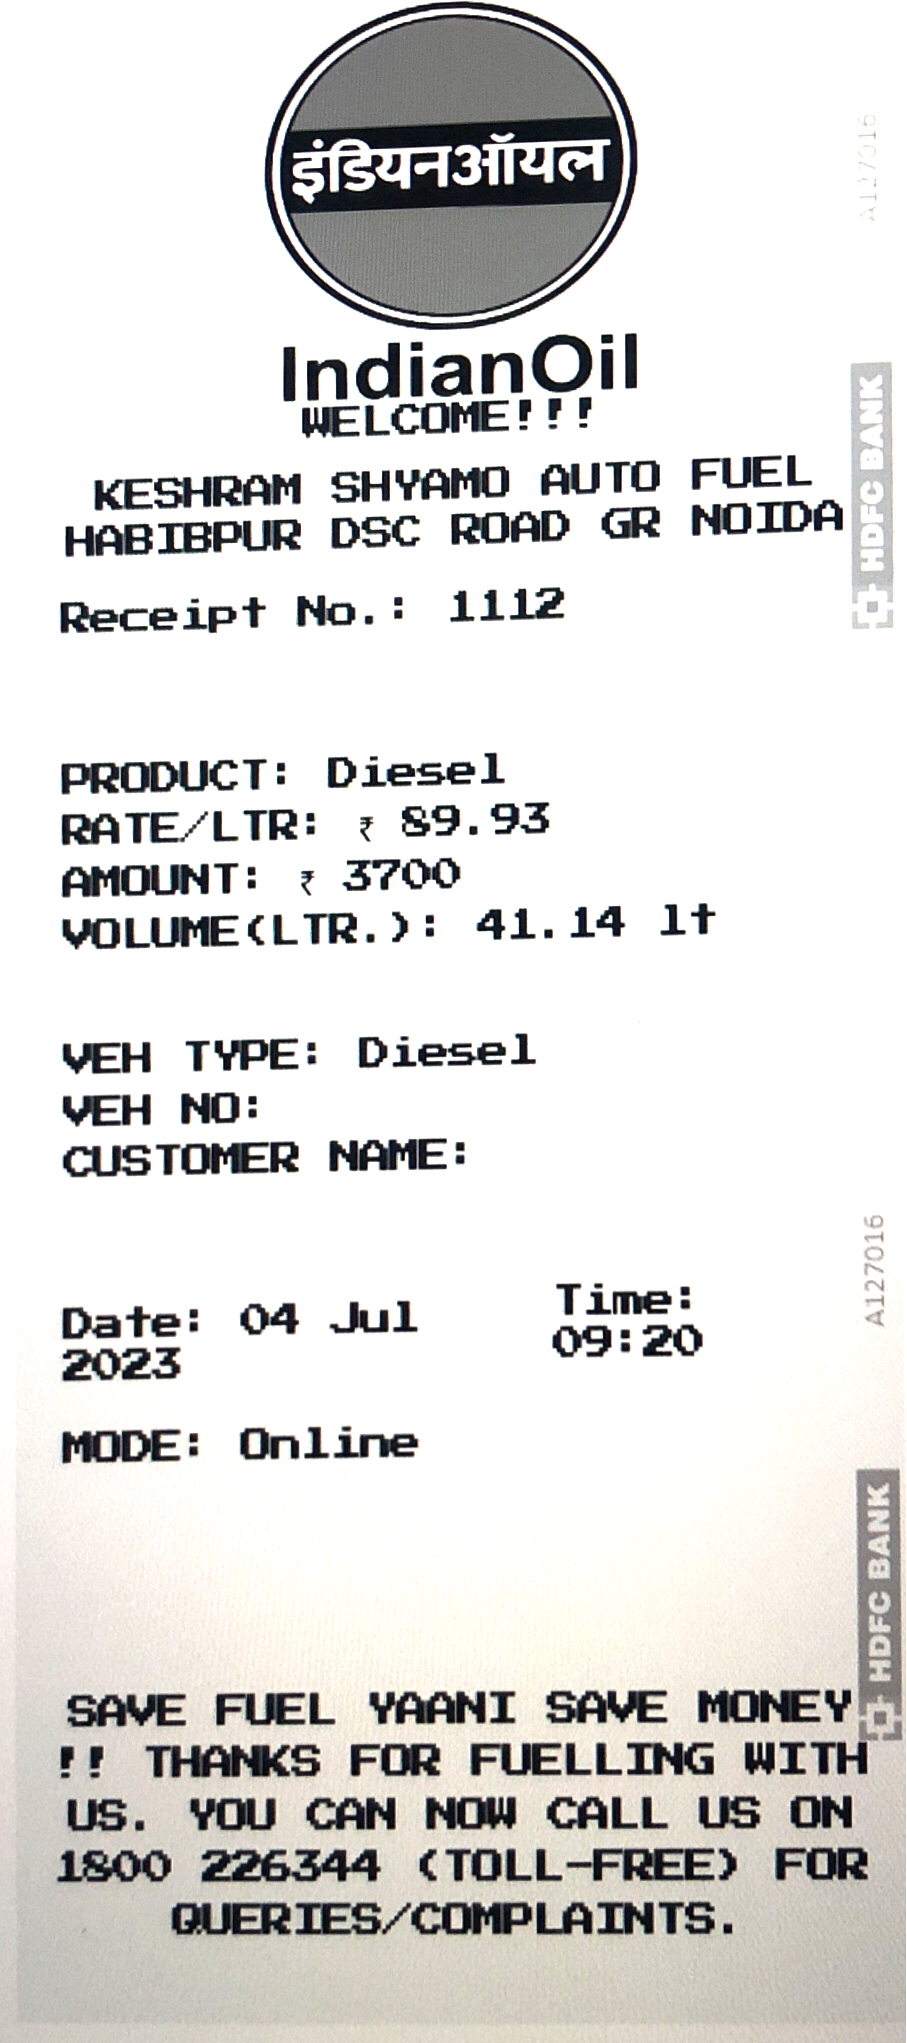 इंडियनऑयल
IndianOil
WELCOME!!!
KESHRAM SHYAMO AUTO FUEL
HABIBPUR DSC ROAD GR NOIDA
Receipt No.: 1112
PRODUCT: Diesel
RATE/LTR: ₹ 89.93
AMOUNT: ₹ 3700
VOLUME(LTR.): 41.14 lt
VEH TYPE: Diesel
VEH NO:
CUSTOMER NAME:
Date: 04 Jul
2023
Time:
09:20
MODE: Online
SAVE FUEL YAANI SAVE MONEY
!! THANKS FOR FUELLING WITH
US. YOU CAN NOW CALL US ON
1800 226344 (TOLL-FREE) FOR
QUERIES/COMPLAINTS.
A127016
HDFC BANK
A127016
HDFC BANK